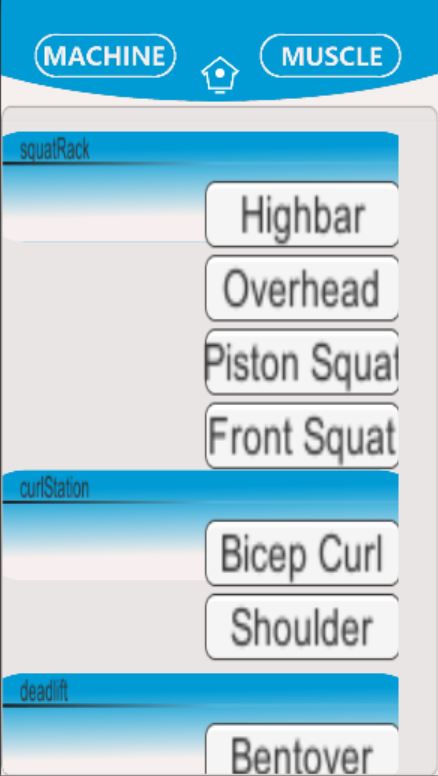 MACHINE
MUSCLE
squatRack
Highbar
Overhead
Piston Squat
Front Squat
curlStation
Bicep Curl
Shoulder
deadlift
Bentover